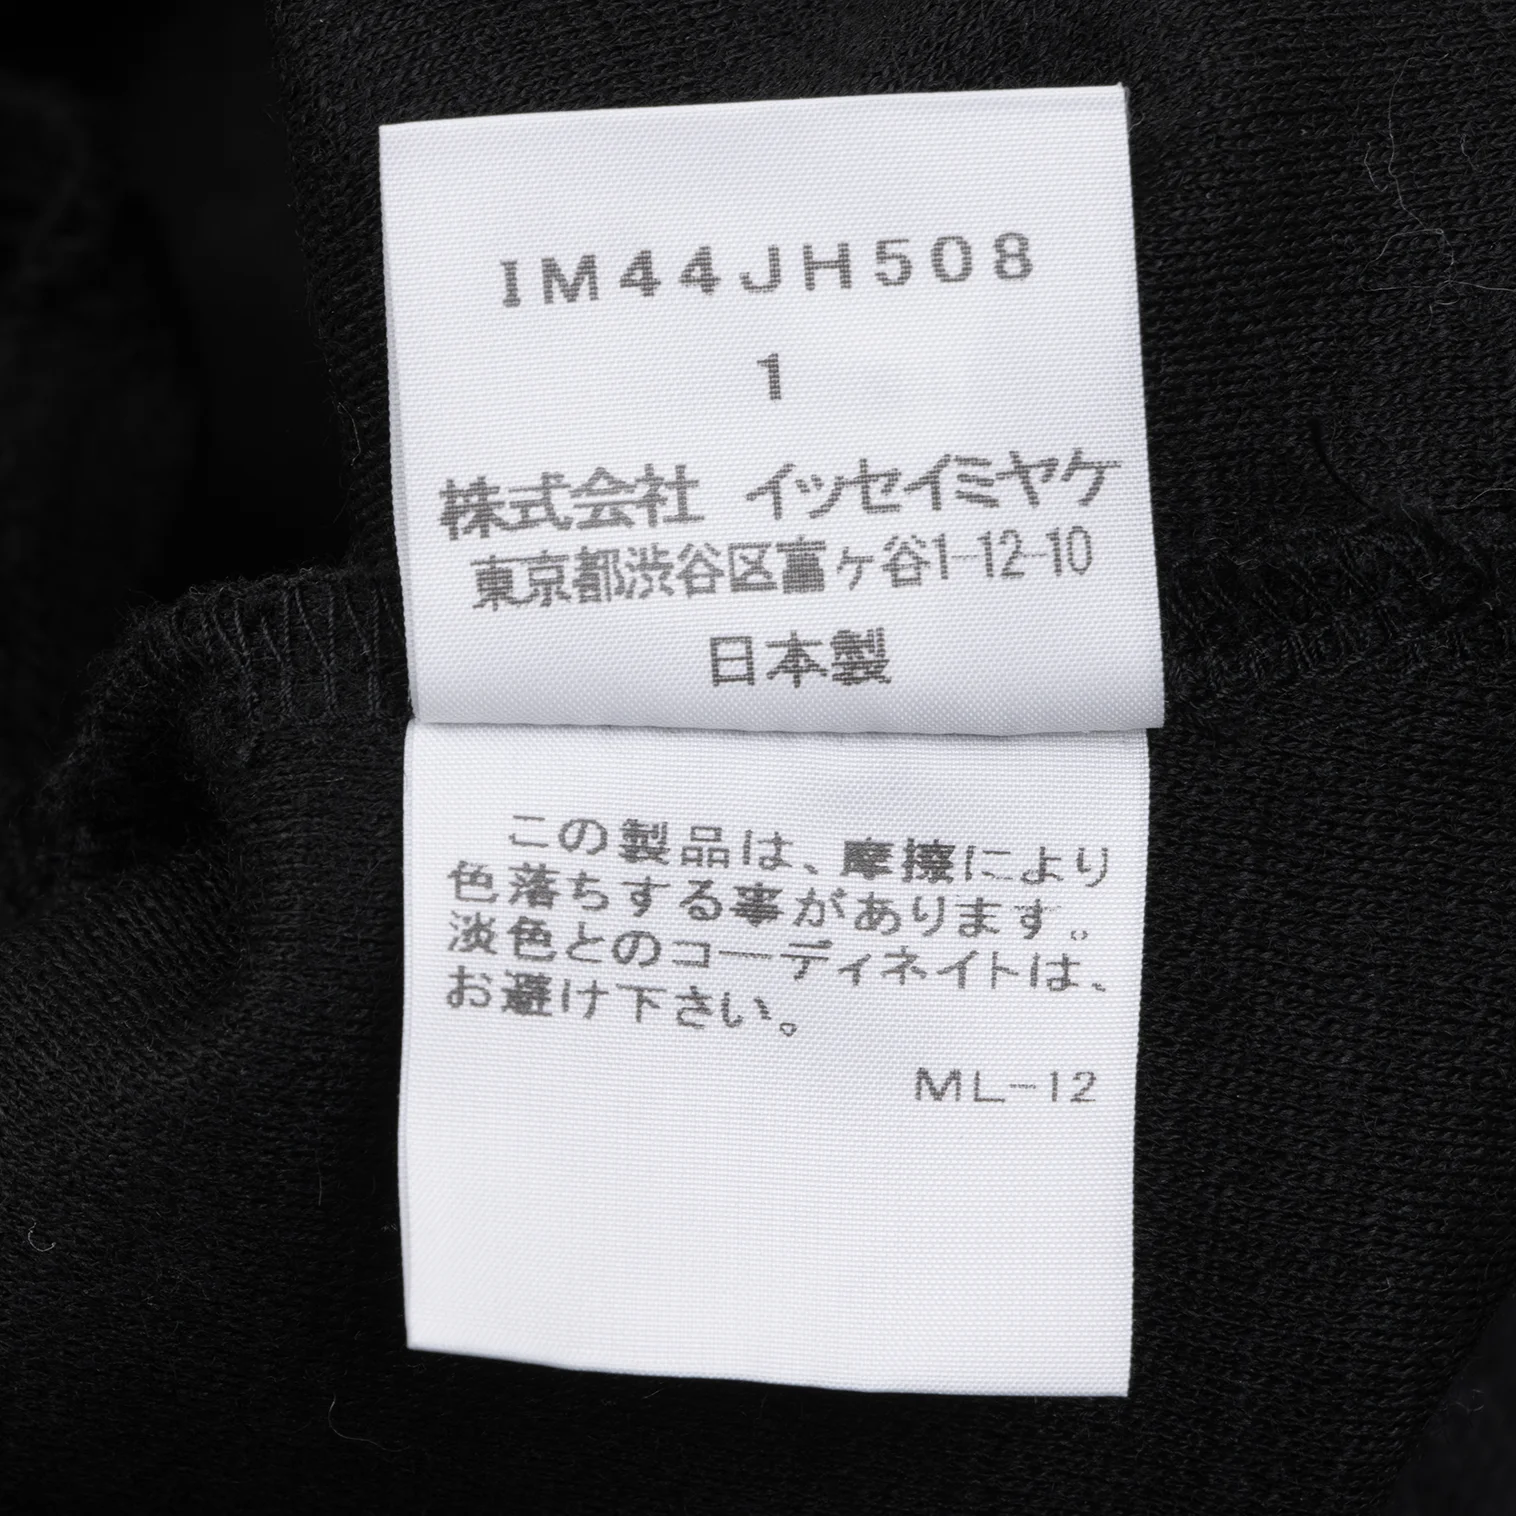 IM44JH508
1
株式会社 イッセイミヤケ
東京都渋谷区富ヶ谷1-12-10
日本製
この製品は、摩擦により
色落ちする事があります。
淡色とのコーディネイトは、
お避け下さい。
ML-12